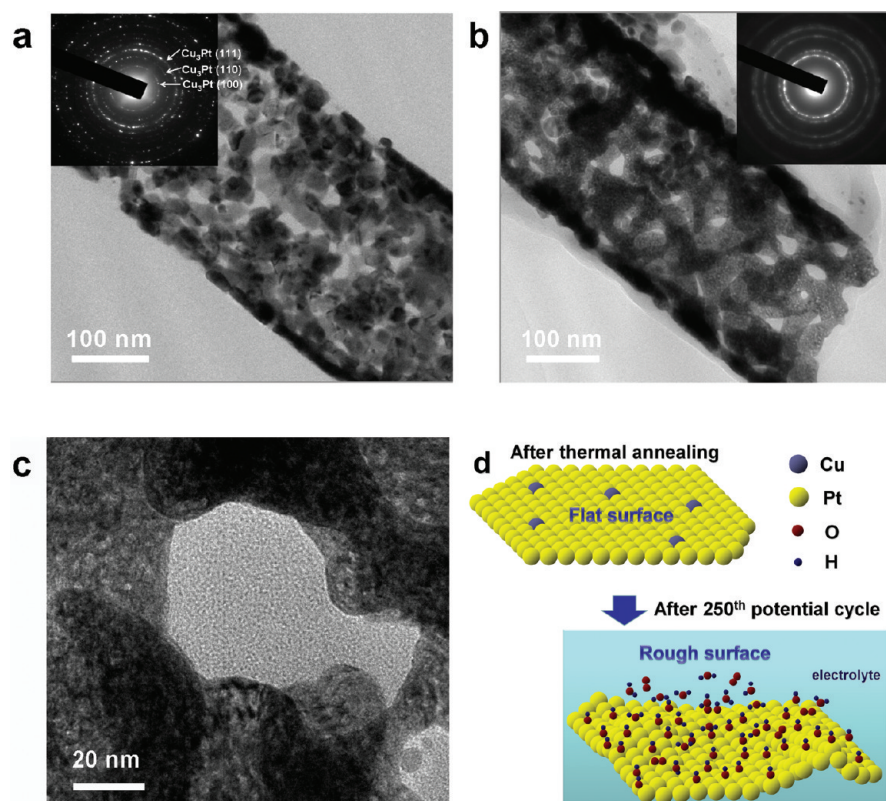 a
Cu₃Pt (111)
Cu₃Pt (110)
Cu₃Pt (100)
100 nm
b
100 nm
c
20 nm
d
After thermal annealing
Flat surface
Cu
Pt
O
H
After 250ᵗʰ potential cycle
Rough surface
electrolyte